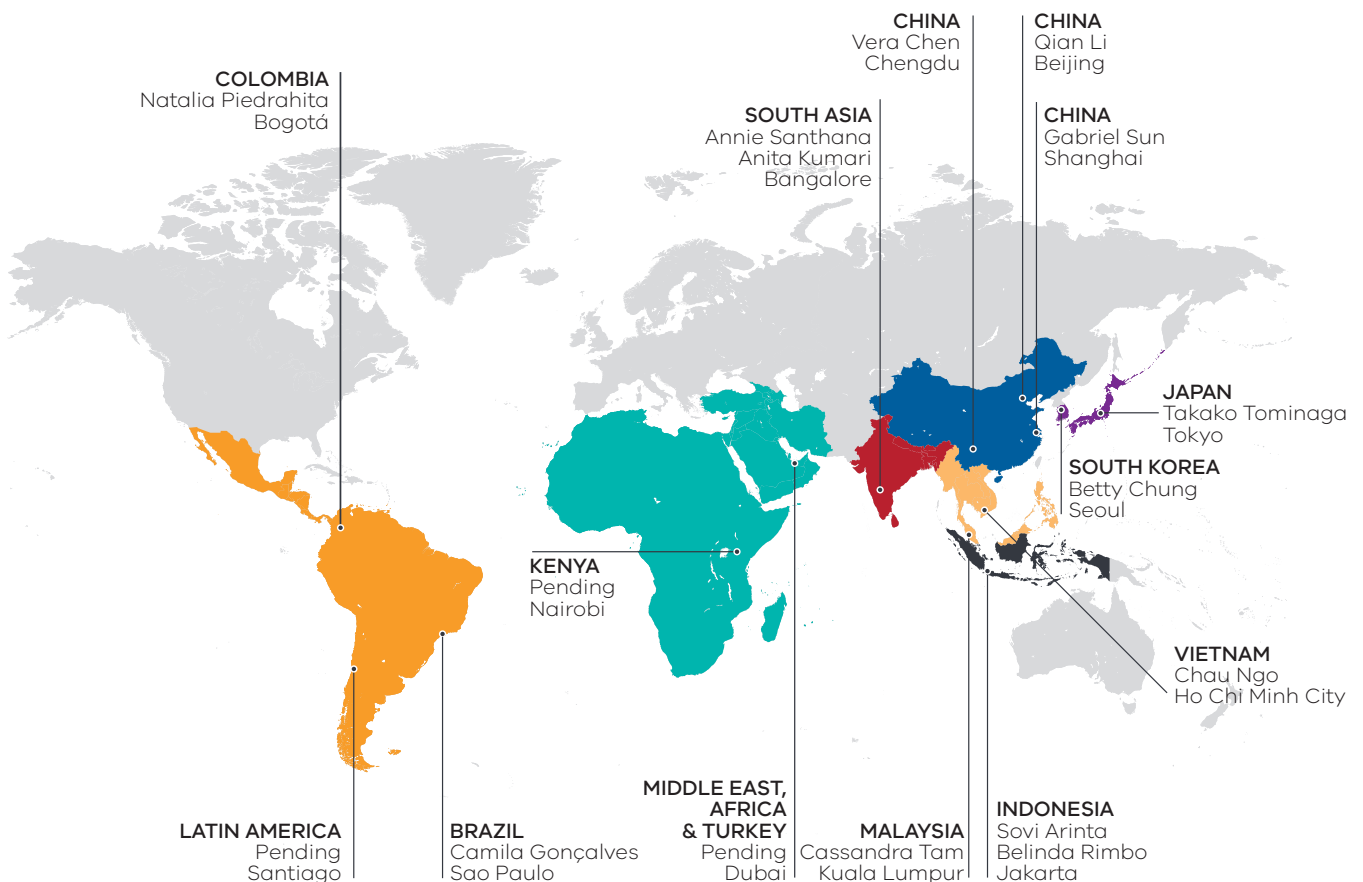 CHINA
Vera Chen
Chengdu
CHINA
Qian Li
Beijing
COLOMBIA
Natalia Piedrahita
Bogotá
SOUTH ASIA
Annie Santhana
Anita Kumari
Bangalore
CHINA
Gabriel Sun
Shanghai
JAPAN
Takako Tominaga
Tokyo
SOUTH KOREA
Betty Chung
Seoul
KENYA
Pending
Nairobi
VIETNAM
Chau Ngo
Ho Chi Minh City
LATIN AMERICA
Pending
Santiago
BRAZIL
Camila Gonçalves
Sao Paulo
MIDDLE EAST,
AFRICA
& TURKEY
Pending
Dubai
MALAYSIA
Cassandra Tam
Kuala Lumpur
INDONESIA
Sovi Arinta
Belinda Rimbo
Jakarta